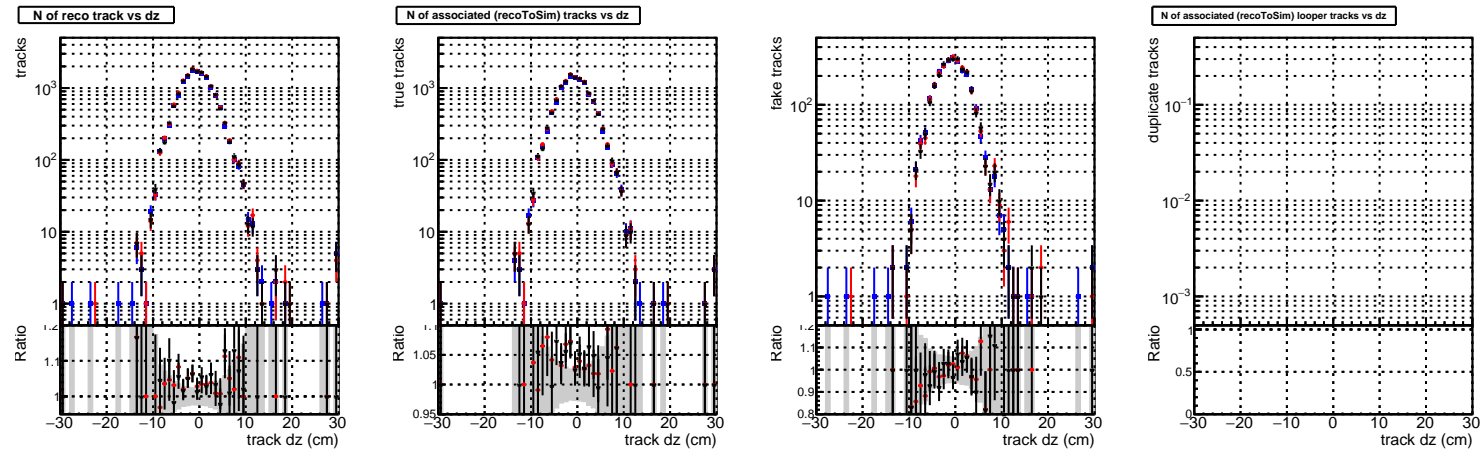 N of reco track vs dz
tracks
10³
10²
10
1
Ratio
1.2
1.1
1
−30 −20 −10 0 10 20 30
track dz (cm)
N of associated (recoToSim) tracks vs dz
true tracks
10³
10²
10
1
Ratio
1.05
1
0.95
−30 −20 −10 0 10 20 30
track dz (cm)
fake tracks
10²
10
1
Ratio
1.2
1.1
1
0.9
0.8
−30 −20 −10 0 10 20 30
track dz (cm)
N of associated (recoToSim) looper tracks vs dz
duplicate tracks
10⁻¹
10⁻²
10⁻³
Ratio
1
0.5
0
−30 −20 −10 0 10 20 30
track dz (cm)